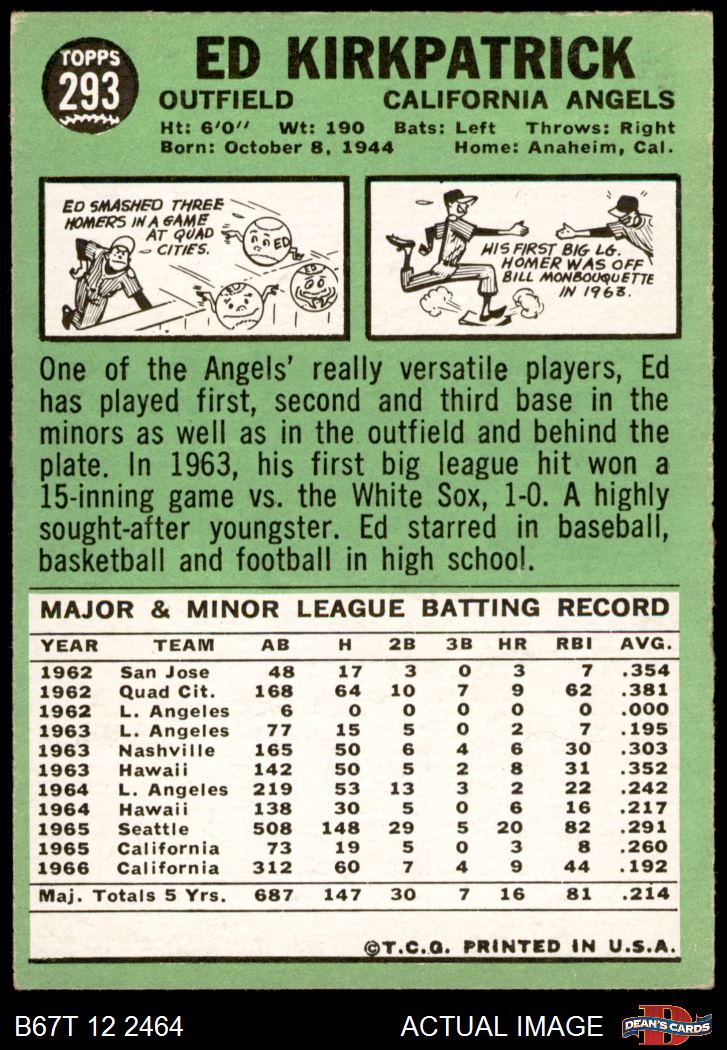 TOPPS
293
ED KIRKPATRICK
OUTFIELD CALIFORNIA ANGELS
Ht: 6'0" Wt: 190 Bats: Left Throws: Right
Born: October 8, 1944 Home: Anaheim, Cal.
ED SMASHED THREE
HOMERS IN A GAME
AT QUAD
CITIES.
ED
ED
HIS FIRST BIG LG.
HOMER WAS OFF
BILL MONBOUQUETTE
IN 1963.
One of the Angels' really versatile players, Ed
has played first, second and third base in the
minors as well as in the outfield and behind the
plate. In 1963, his first big league hit won a
15-inning game vs. the White Sox, 1-0. A highly
sought-after youngster. Ed starred in baseball,
basketball and football in high school.
MAJOR & MINOR LEAGUE BATTING RECORD
YEAR TEAM AB H 2B 3B HR RBI AVG.
1962 San Jose 48 17 3 0 3 7 .354
1962 Quad Cit. 168 64 10 7 9 62 .381
1962 L. Angeles 6 0 0 0 0 0 .000
1963 L. Angeles 77 15 5 0 2 7 .195
1963 Nashville 165 50 6 4 6 30 .303
1963 Hawaii 142 50 5 2 8 31 .352
1964 L. Angeles 219 53 13 3 2 22 .242
1964 Hawaii 138 30 5 0 6 16 .217
1965 Seattle 508 148 29 5 20 82 .291
1965 California 73 19 5 0 3 8 .260
1966 California 312 60 7 4 9 44 .192
Maj. Totals 5 Yrs. 687 147 30 7 16 81 .214
©T.C.G. PRINTED IN U.S.A.
B67T 12 2464 ACTUAL IMAGE
D
DEAN'S CARDS